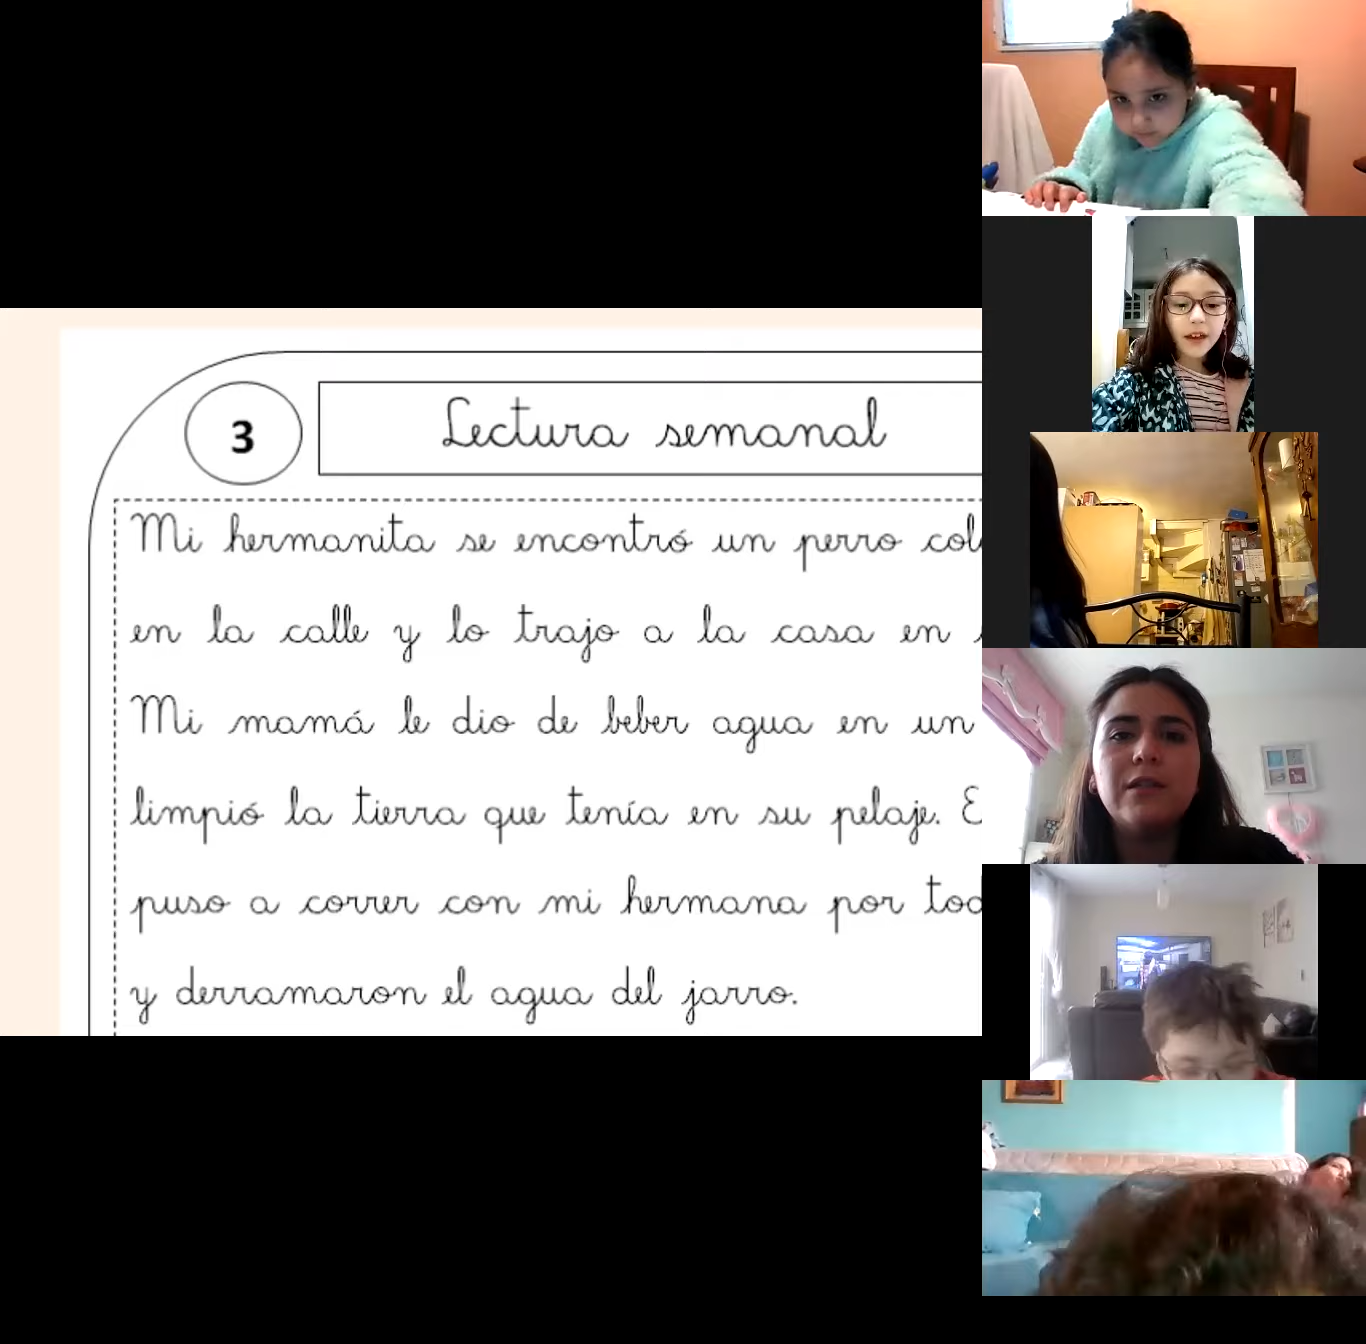 3
Lectura semanal
Mi hermanita se encontró un perro
en la calle y lo trajo a la casa en
Mi mamá le dio de beber agua en un
limpió la tierra que tenía en su pelaje. E
puso a correr con mi hermana por
y derramaron el agua del jarro.